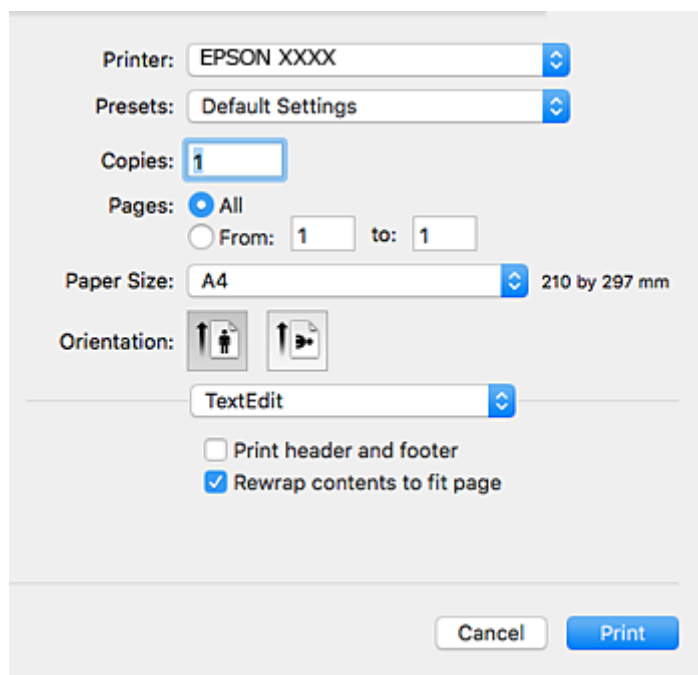 Printer: EPSON XXXX
Presets: Default Settings
Copies: 1
Pages: All
From: 1 to: 1
Paper Size: A4 210 by 297 mm
Orientation:
TextEdit
Print header and footer
Rewrap contents to fit page
Cancel Print